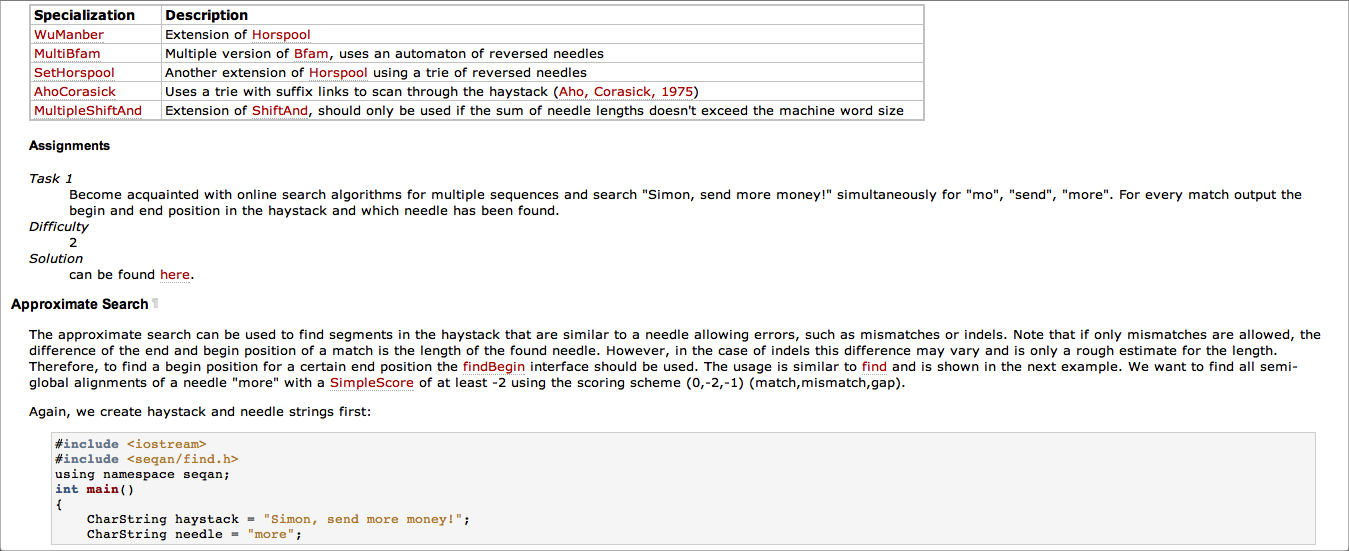 Specialization Description
WuManber Extension of Horspool
MultiBfam Multiple version of Bfam, uses an automaton of reversed needles
SetHorspool Another extension of Horspool using a trie of reversed needles
AhoCorasick Uses a trie with suffix links to scan through the haystack (Aho, Corasick, 1975)
MultipleShiftAnd Extension of ShiftAnd, should only be used if the sum of needle lengths doesn't exceed the machine word size
Assignments
Task 1
Become acquainted with online search algorithms for multiple sequences and search "Simon, send more money!" simultaneously for "mo", "send", "more". For every match output the
begin and end position in the haystack and which needle has been found.
Difficulty
2
Solution
can be found here.
Approximate Search ¶
The approximate search can be used to find segments in the haystack that are similar to a needle allowing errors, such as mismatches or indels. Note that if only mismatches are allowed, the
difference of the end and begin position of a match is the length of the found needle. However, in the case of indels this difference may vary and is only a rough estimate for the length.
Therefore, to find a begin position for a certain end position the findBegin interface should be used. The usage is similar to find and is shown in the next example. We want to find all semi-
global alignments of a needle "more" with a SimpleScore of at least -2 using the scoring scheme (0,-2,-1) (match,mismatch,gap).
Again, we create haystack and needle strings first:
#include <iostream>
#include <seqan/find.h>
using namespace seqan;
int main()
{
    CharString haystack = "Simon, send more money!";
    CharString needle = "more";